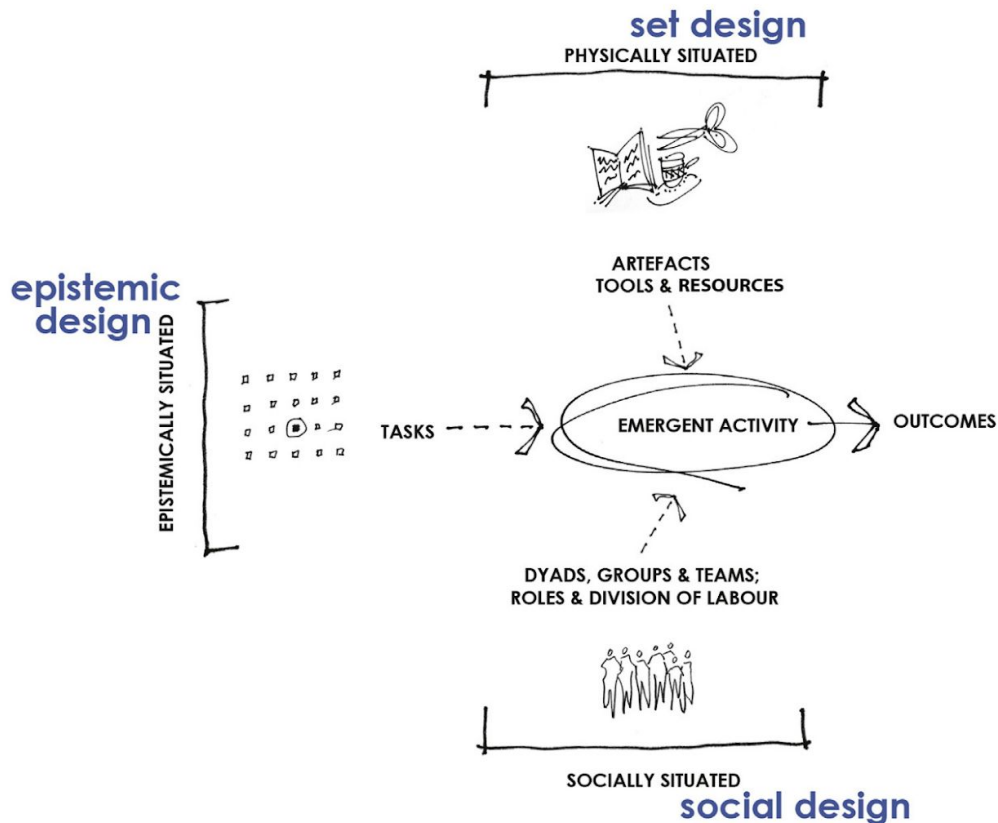 set design
PHYSICALLY SITUATED
ARTEFACTS
TOOLS & RESOURCES
epistemic
design
EPISTEMICALLY SITUATED
TASKS
EMERGENT ACTIVITY
OUTCOMES
DYADS, GROUPS & TEAMS;
ROLES & DIVISION OF LABOUR
SOCIALLY SITUATED
social design